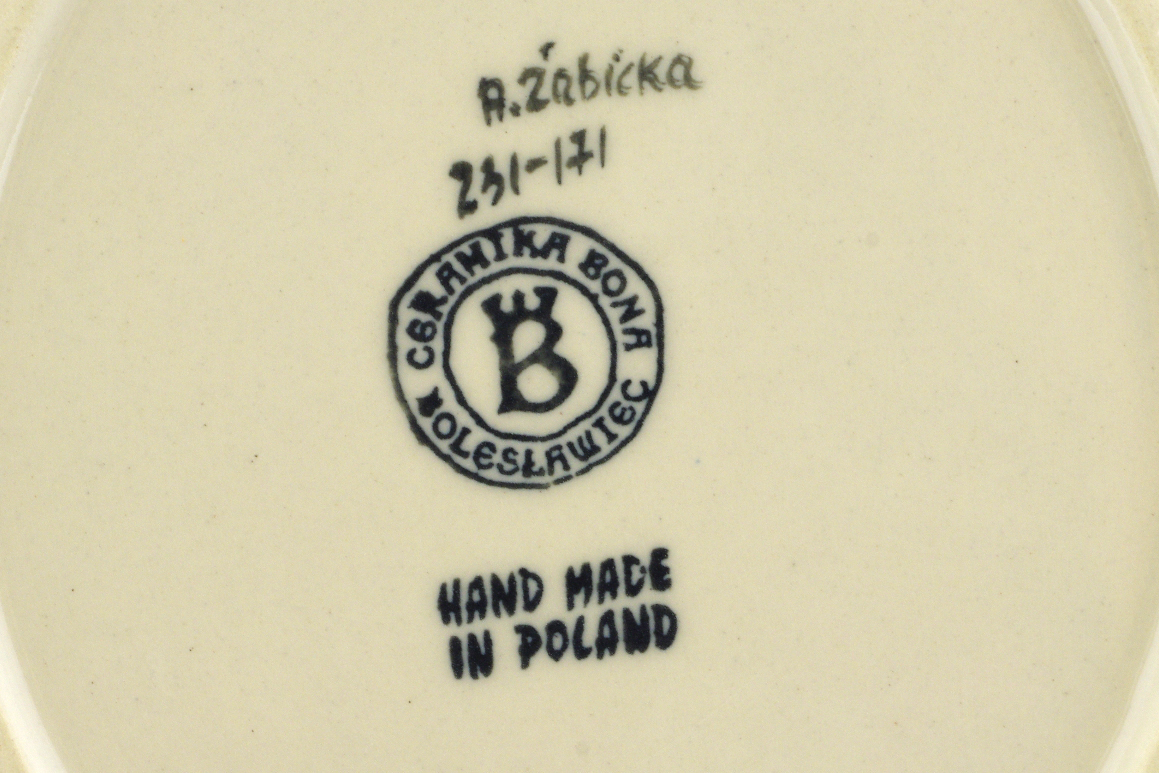 A. Żabicka
231-171
CERAMIKA BONA
B
BOLESŁAWIEC
HAND MADE
IN POLAND